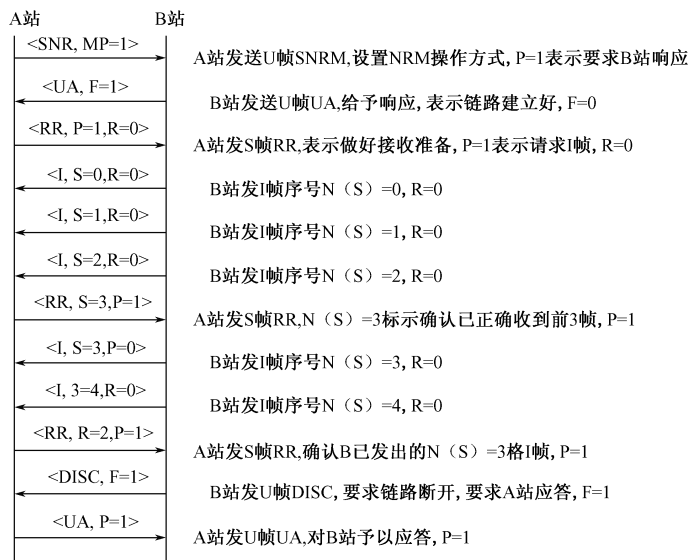 A站 B站
<SNR, MP=1> A站发送U帧SNRM,设置NRM操作方式, P=1表示要求B站响应
<UA, F=1> B站发送U帧UA,给予响应, 表示链路建立好, F=0
<RR, P=1,R=0> A站发S帧RR,表示做好接收准备, P=1表示请求I帧, R=0
<I, S=0,R=0> B站发I帧序号N（S）=0, R=0
<I, S=1,R=0> B站发I帧序号N（S）=1, R=0
<I, S=2,R=0> B站发I帧序号N（S）=2, R=0
<RR, S=3,P=1> A站发S帧RR,N（S）=3标示确认已正确收到前3帧, P=1
<I, S=3,P=0> B站发I帧序号N（S）=3, R=0
<I, 3=4,R=0> B站发I帧序号N（S）=4, R=0
<RR, R=2,P=1> A站发S帧RR,确认B已发出的N（S）=3格I帧, P=1
<DISC, F=1> B站发U帧DISC, 要求链路断开, 要求A站应答, F=1
<UA, P=1> A站发U帧UA,对B站予以应答, P=1